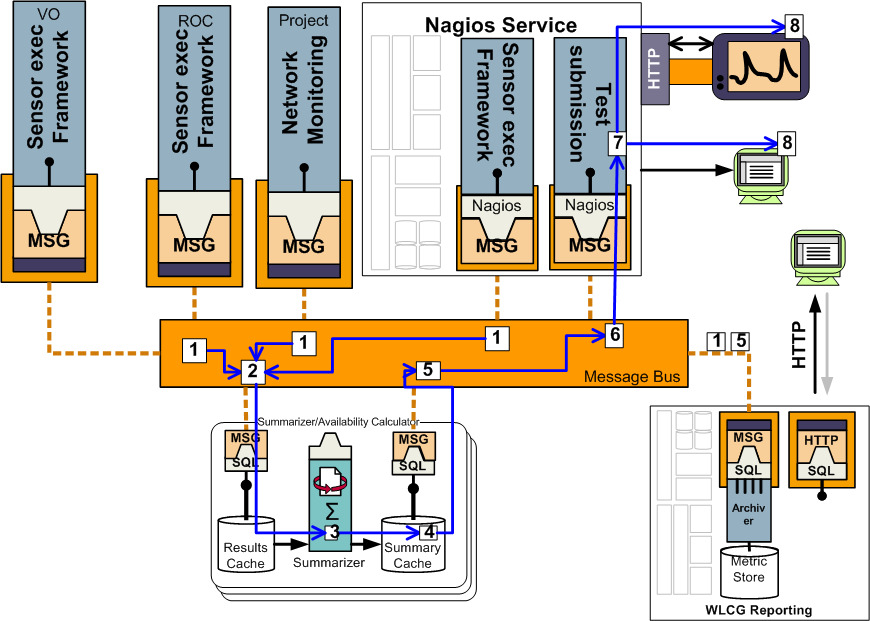 VO
Sensor exec
Framework
MSG
ROC
Sensor exec
Framework
MSG
Project
Network
Monitoring
MSG
Nagios Service
Sensor exec
Framework
Nagios
MSG
Test
submission
Nagios
MSG
7
HTTP
8
8
1
1
1
2
5
6
Message Bus
1
5
HTTP
Summarizer/Availability Calculator
MSG
SQL
MSG
SQL
Σ
3
4
Results
Cache
Summarizer
Summary
Cache
MSG
SQL
Archiv
er
Metric
Store
HTTP
SQL
WLCG Reporting